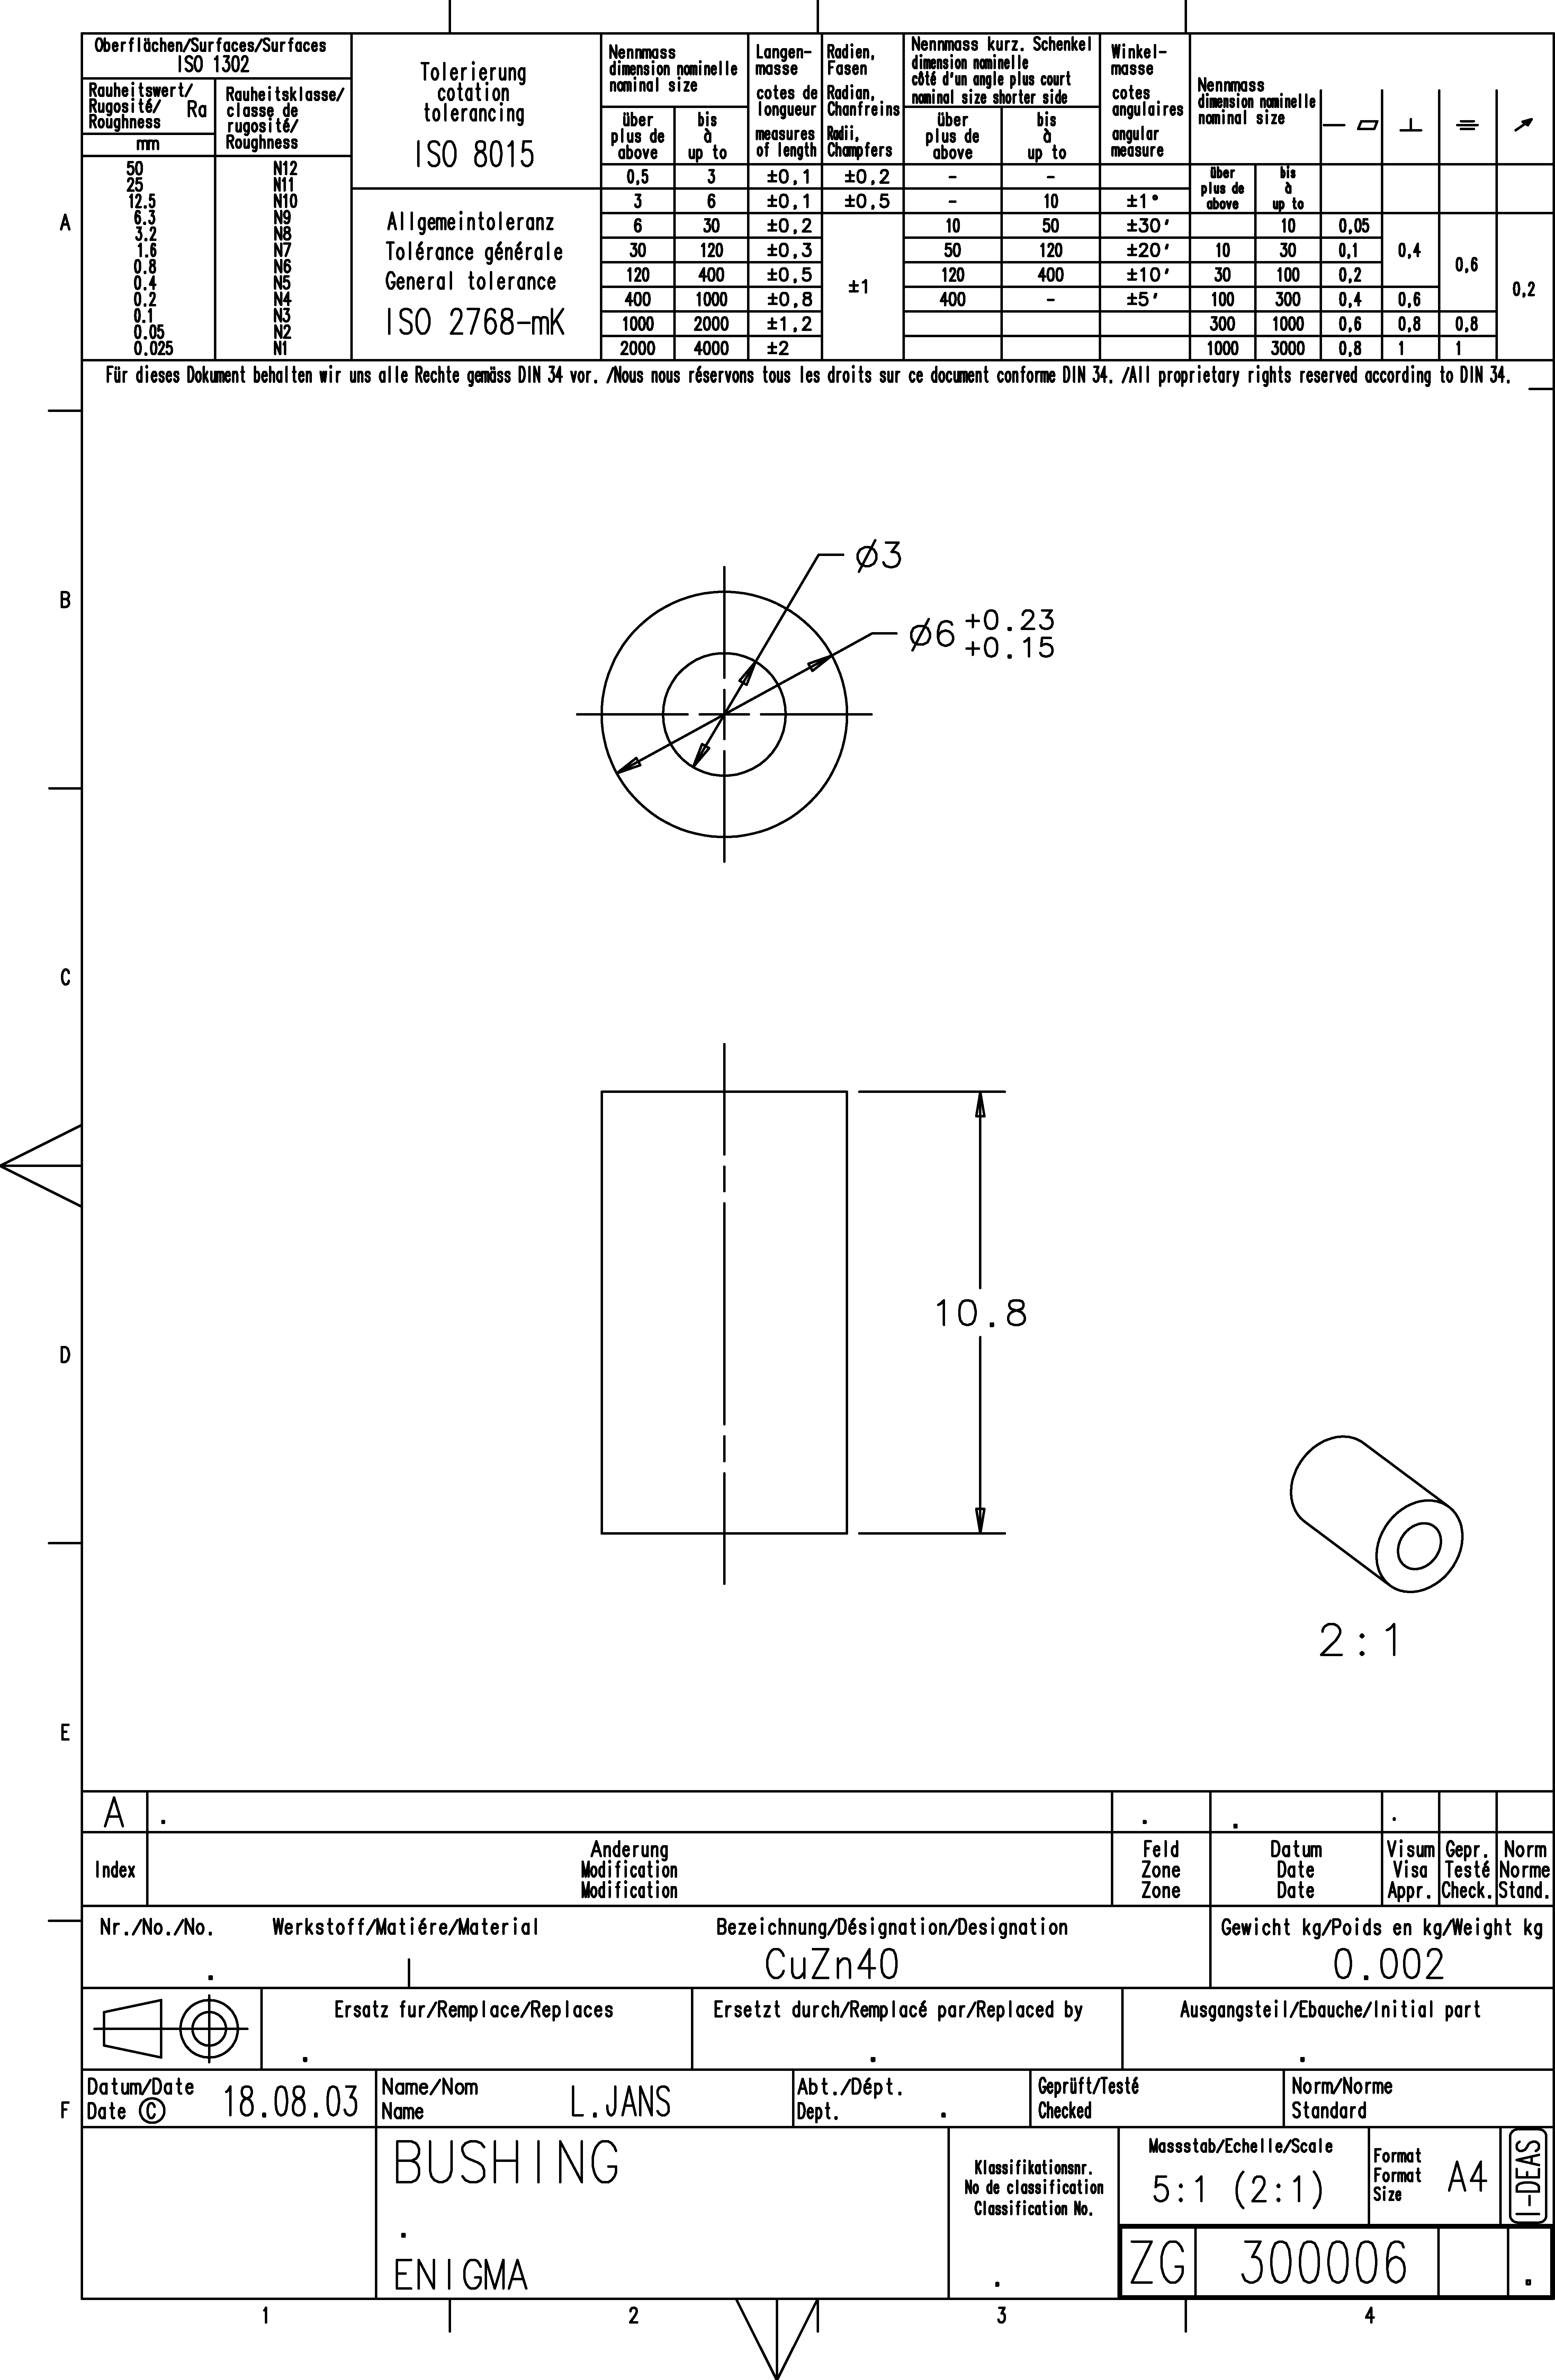 Oberflächen/Surfaces/Surfaces
ISO 1302
Rauheitswert/
Rugosité/ Ra
Roughness
mm
Rauheitsklasse/
classe de
rugosité/
Roughness
50 N12
25 N11
12.5 N10
6.3 N9
3.2 N8
1.6 N7
0.8 N6
0.4 N5
0.2 N4
0.1 N3
0.05 N2
0.025 N1
Tolerierung
cotation
tolerancing
ISO 8015
Allgemeintoleranz
Tolérance générale
General tolerance
ISO 2768-mK
Nennmass
dimension nominelle
nominal size
über
plus de
above
bis
à
up to
Langen-
masse
cotes de
longueur
measures
of length
Radien,
Fasen
Radian,
Chanfreins
Radii,
Champfers
Nennmass kurz. Schenkel
dimension nominelle
côté d'un angle plus court
nominal size shorter side
über
plus de
above
bis
à
up to
Winkel-
masse
cotes
angulaires
angular
measure
Nennmass
dimension nominelle
nominal size
über
plus de
above
bis
à
up to
0,5 3 ±0,1 ±0,2 - -
3 6 ±0,1 ±0,5 - 10 ±1°
6 30 ±0,2 10 50 ±30' 10 0,05
30 120 ±0,3 50 120 ±20' 10 30 0,1 0,4
120 400 ±0,5 ±1 120 400 ±10' 30 100 0,2 0,6
400 1000 ±0,8 400 - ±5' 100 300 0,4 0,6 0,2
1000 2000 ±1,2 300 1000 0,6 0,8 0,8
2000 4000 ±2 1000 3000 0,8 1 1
Für dieses Dokument behalten wir uns alle Rechte gemäss DIN 34 vor. /Nous nous réservons tous les droits sur ce document conforme DIN 34. /All proprietary rights reserved according to DIN 34.
A
B
C
D
E
F
Ø3
Ø6 +0.23
+0.15
10.8
2:1
A . . . .
Index
Anderung
Modification
Modification
Feld
Zone
Zone
Datum
Date
Date
Visum
Visa
Appr.
Gepr.
Testé
Check.
Norm
Norme
Stand.
Nr./No./No. Werkstoff/Matiére/Material Bezeichnung/Désignation/Designation Gewicht kg/Poids en kg/Weight kg
. CuZn40 0.002
Ersatz fur/Remplace/Replaces Ersetzt durch/Remplacé par/Replaced by Ausgangsteil/Ebauche/Initial part
. . .
Datum/Date
Date © 18.08.03
Name/Nom
Name L.JANS
Abt./Dépt.
Dept. .
Geprüft/Testé
Checked
Norm/Norme
Standard
BUSHING
.
ENIGMA
Klassifikationsnr.
No de classification
Classification No.
.
Massstab/Echelle/Scale
5:1 (2:1)
Format
Format
Size
A4
I-DEAS
ZG 300006 .
1 2 3 4